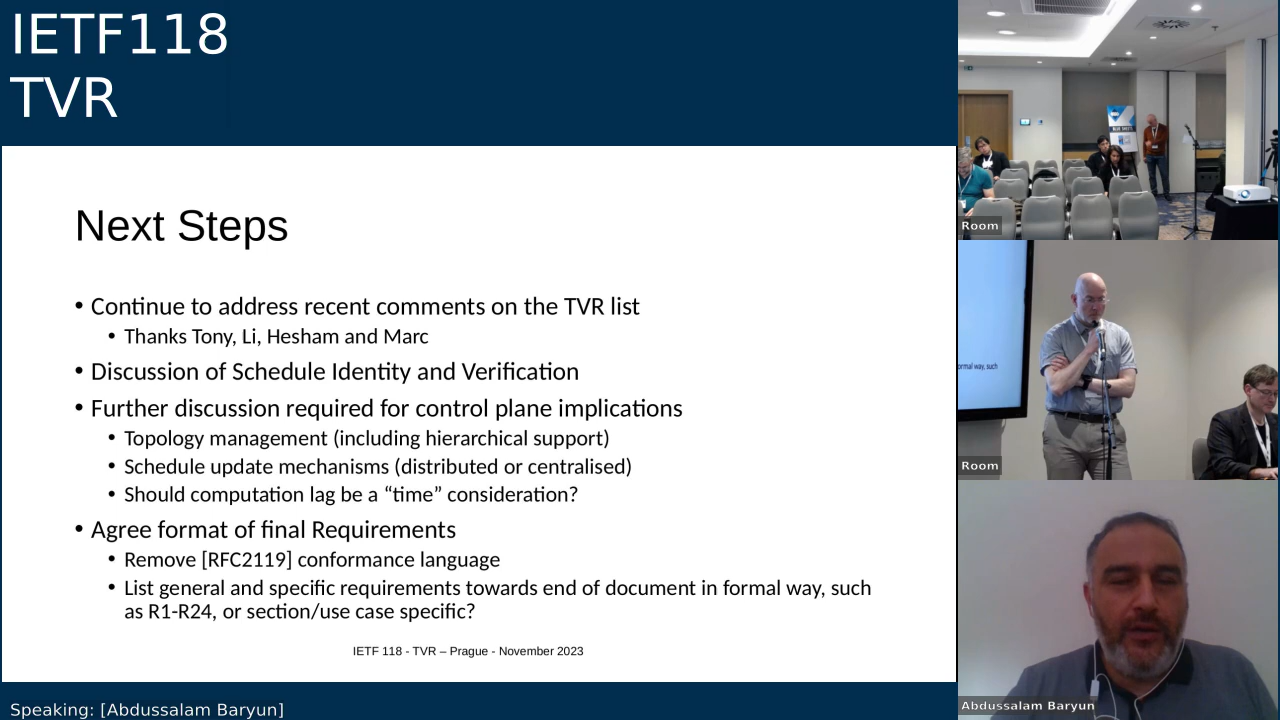 IETF118
TVR
Next Steps
• Continue to address recent comments on the TVR list
• Thanks Tony, Li, Hesham and Marc
• Discussion of Schedule Identity and Verification
• Further discussion required for control plane implications
• Topology management (including hierarchical support)
• Schedule update mechanisms (distributed or centralised)
• Should computation lag be a “time” consideration?
• Agree format of final Requirements
• Remove [RFC2119] conformance language
• List general and specific requirements towards end of document in formal way, such
as R1-R24, or section/use case specific?
IETF 118 - TVR – Prague - November 2023
Speaking: [Abdussalam Baryun]
Room
ormal way, such
Room
Abdussalam Baryun